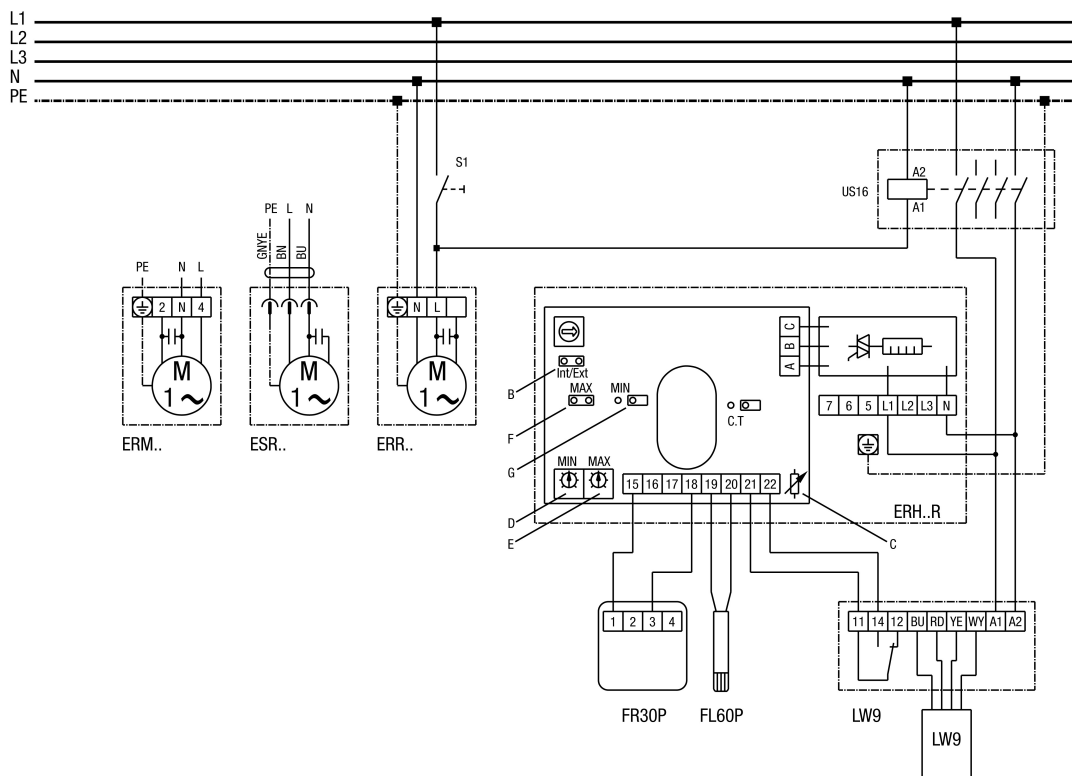 L1
L2
L3
N
PE
S1
A2
US16
A1
PE L N
GNYE
BN
BU
PE N L
2 N 4
N L
M
1 ~
M
1 ~
M
1 ~
ERM..
ESR..
ERR..
C
B
A
Int/Ext
B
MAX
MIN
F
C.T
G
7 6 5 L1 L2 L3 N
MIN MAX
15 16 17 18 19 20 21 22
D
E
C
ERH..R
1 2 3 4
11 14 12 BU RD YE WY A1 A2
FR30P
FL60P
LW9
LW9